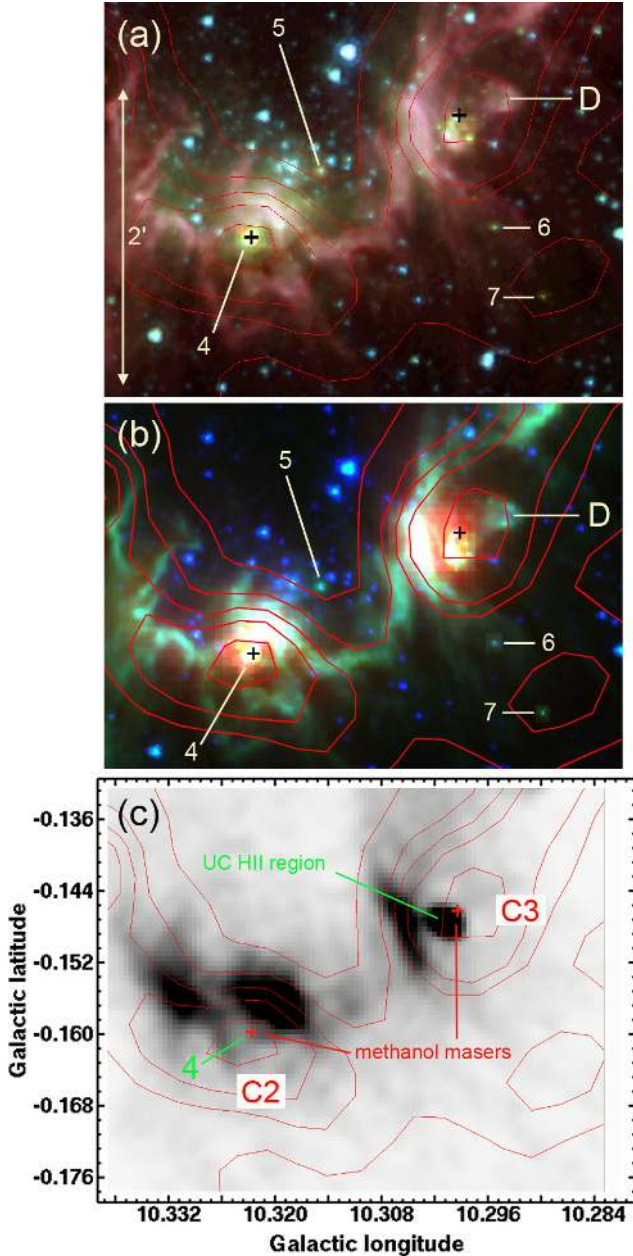 (a)
5
D
2'
6
7
4
(b)
5
D
6
7
4
(c)
UC HII region
C3
methanol masers
4
C2
-0.136
-0.144
-0.152
-0.160
-0.168
-0.176
Galactic latitude
10.332
10.320
10.308
10.296
10.284
Galactic longitude